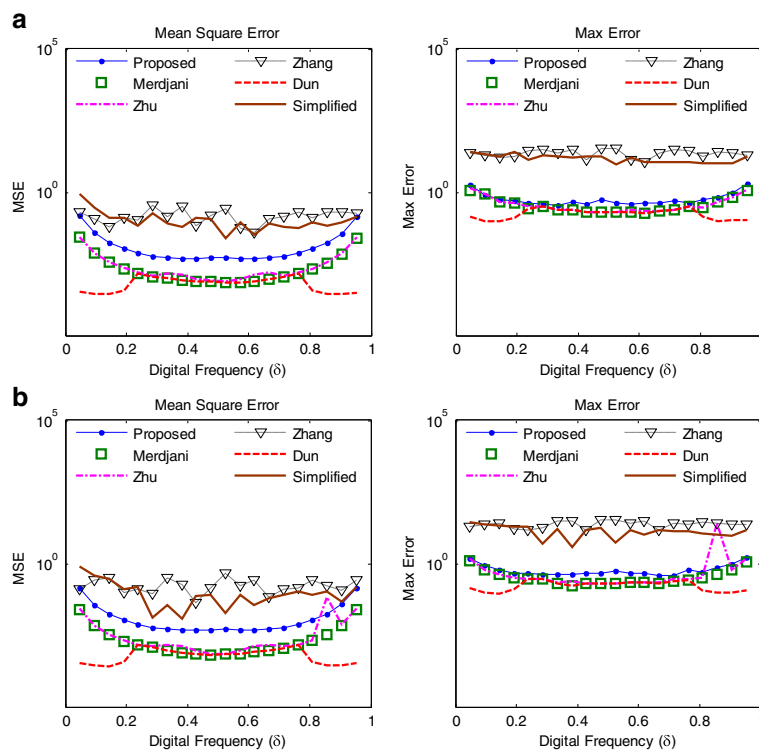 a
Mean Square Error
10^5
Proposed
Zhang
Merdjani
Dun
Zhu
Simplified
MSE
10^0
0 0.2 0.4 0.6 0.8 1
Digital Frequency (δ)
Max Error
10^5
Proposed
Zhang
Merdjani
Dun
Zhu
Simplified
Max Error
10^0
0 0.2 0.4 0.6 0.8
Digital Frequency (δ)
b
Mean Square Error
10^5
Proposed
Zhang
Merdjani
Dun
Zhu
Simplified
MSE
10^0
0 0.2 0.4 0.6 0.8 1
Digital Frequency (δ)
Max Error
10^5
Proposed
Zhang
Merdjani
Dun
Zhu
Simplified
Max Error
10^0
0 0.2 0.4 0.6 0.8
Digital Frequency (δ)